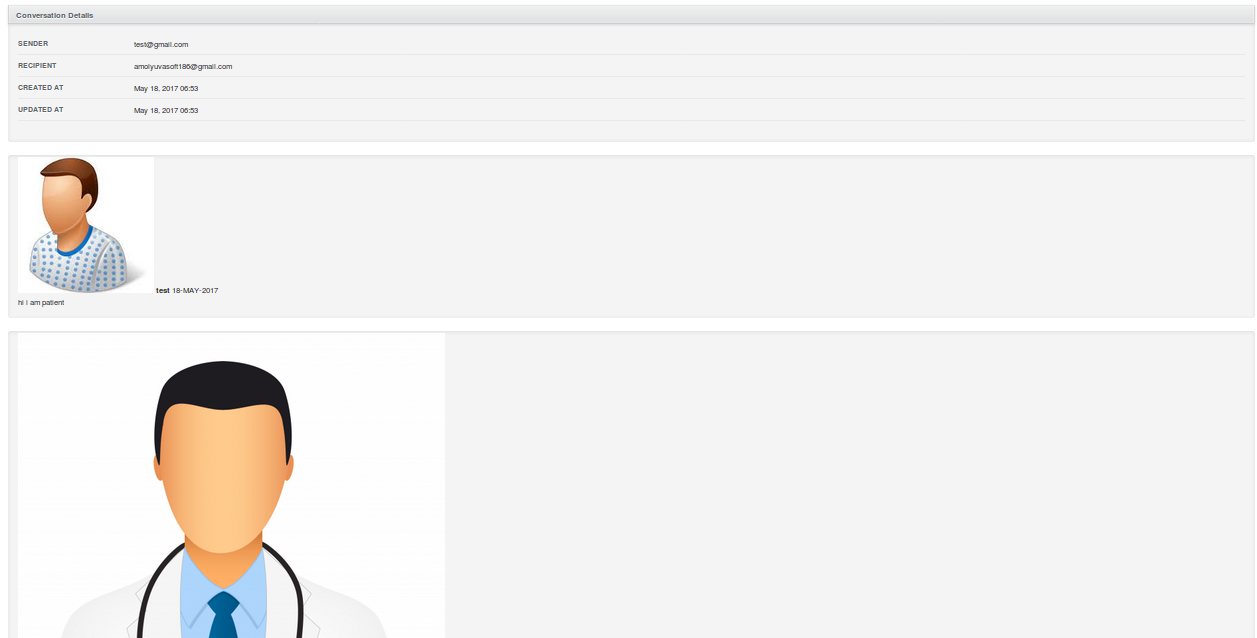 Conversation Details
SENDER test@gmail.com
RECIPIENT amolyuvasoft186@gmail.com
CREATED AT May 18, 2017 06:53
UPDATED AT May 18, 2017 06:53
test 18-MAY-2017
hi i am patient